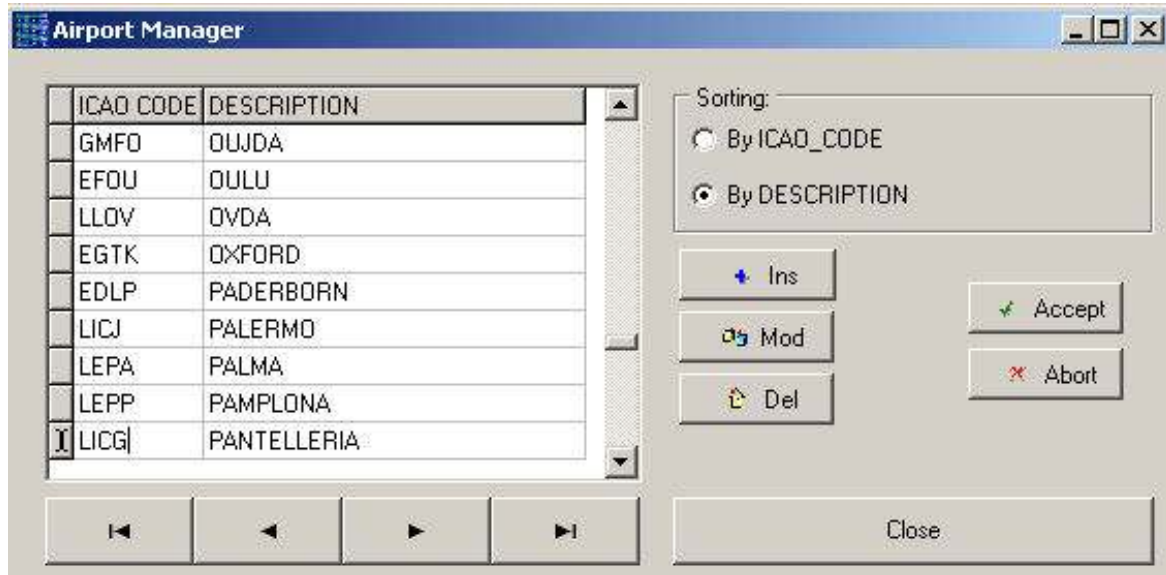 Airport Manager
ICAO CODE DESCRIPTION
GMFO OUJDA
EFOU OULU
LLOV OVDA
EGTK OXFORD
EDLP PADERBORN
LICJ PALERMO
LEPA PALMA
LEPP PAMPLONA
LICG PANTELLERIA
Sorting:
By ICAO_CODE
By DESCRIPTION
Ins
Mod
Del
Accept
Abort
Close